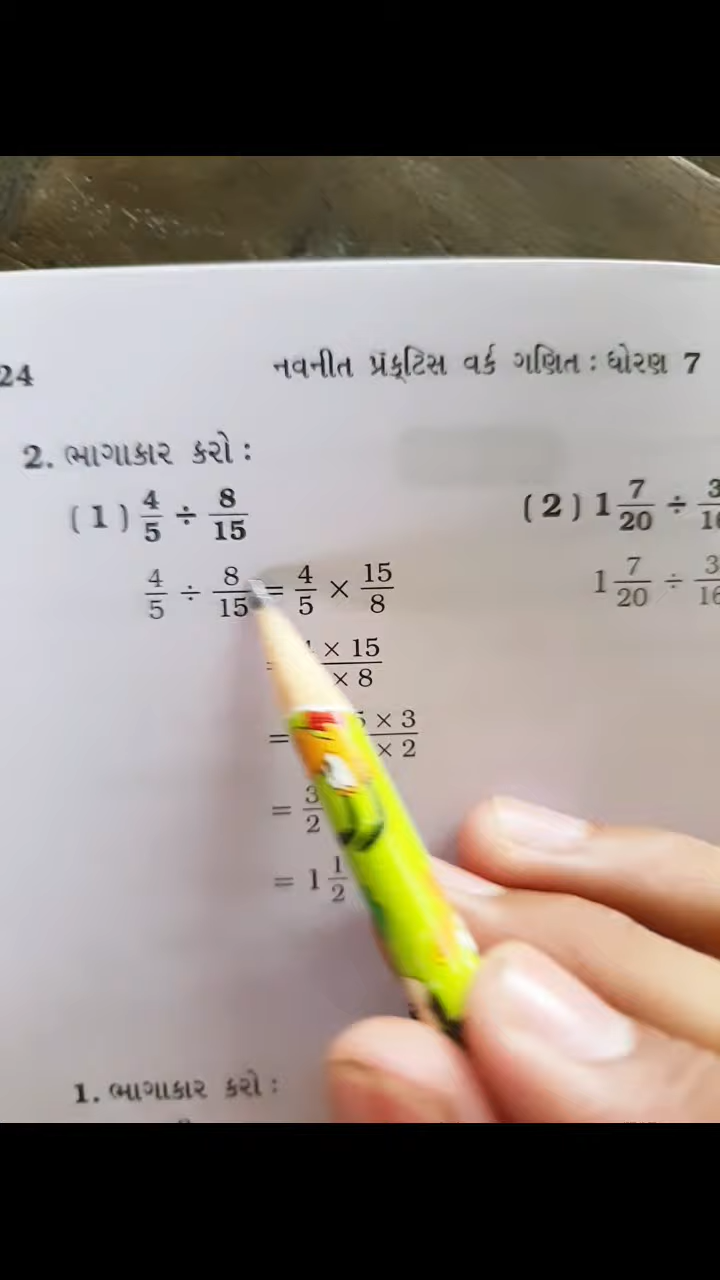 24 નવનીત પ્રૅક્ટિસ વર્ક ગણિત : ધોરણ 7
2. ભાગાકાર કરો :
(1) 4/5 ÷ 8/15
4/5 ÷ 8/15 = 4/5 × 15/8
= × 15 / × 8
= × 3 / × 2
= 3/2
= 1 1/2
(2) 1 7/20 ÷
1 7/20 ÷
1. ભાગાકાર કરો :